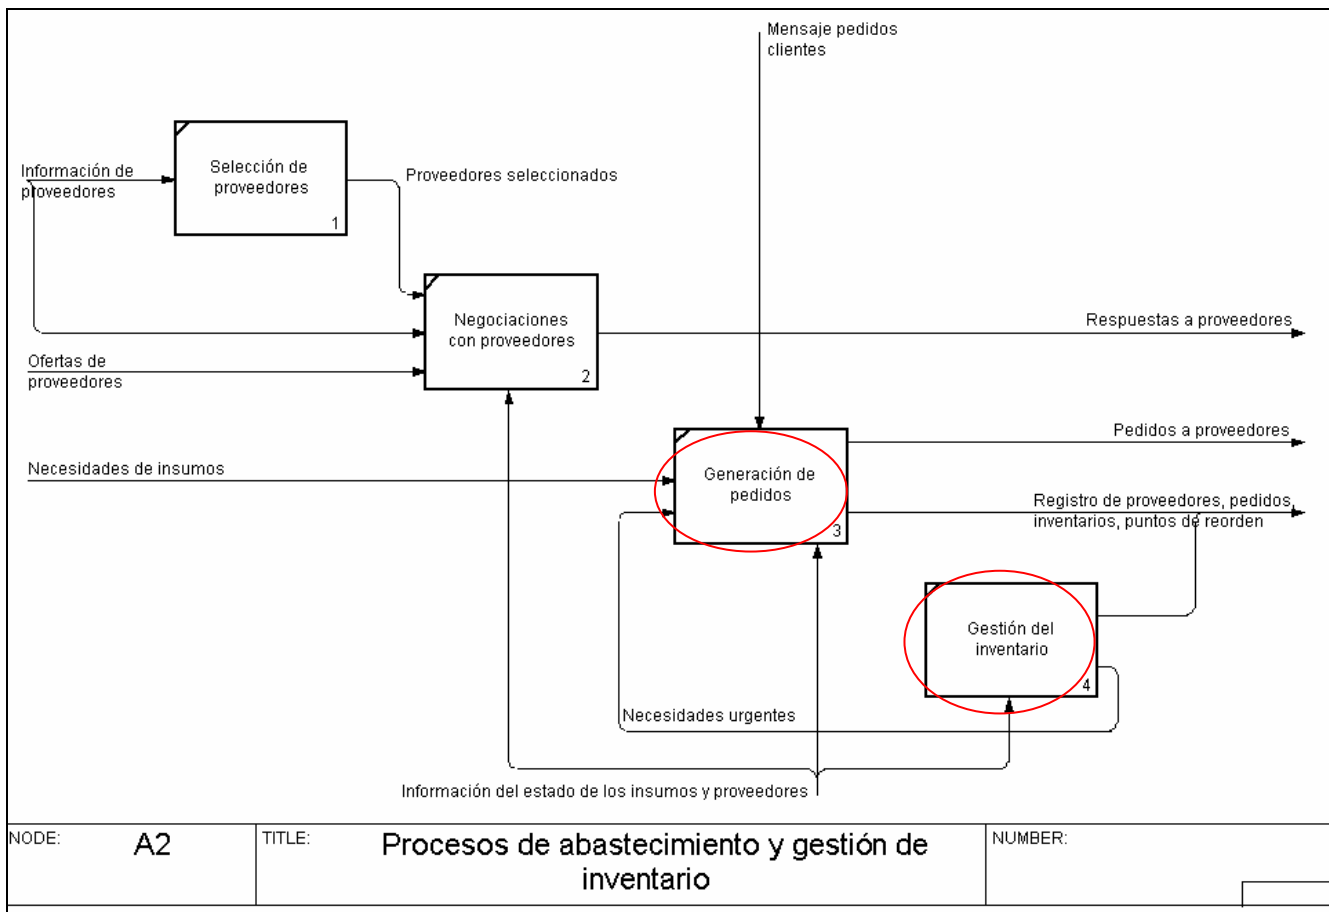 Mensaje pedidos
clientes
Información de
proveedores
Selección de
proveedores
1
Proveedores seleccionados
Negociaciones
con proveedores
2
Respuestas a proveedores
Ofertas de
proveedores
Pedidos a proveedores
Necesidades de insumos
Generación de
pedidos
3
Registro de proveedores, pedidos,
inventarios, puntos de reorden
Gestión del
inventario
4
Necesidades urgentes
Información del estado de los insumos y proveedores
NODE:
A2
TITLE:
Procesos de abastecimiento y gestión de
inventario
NUMBER: